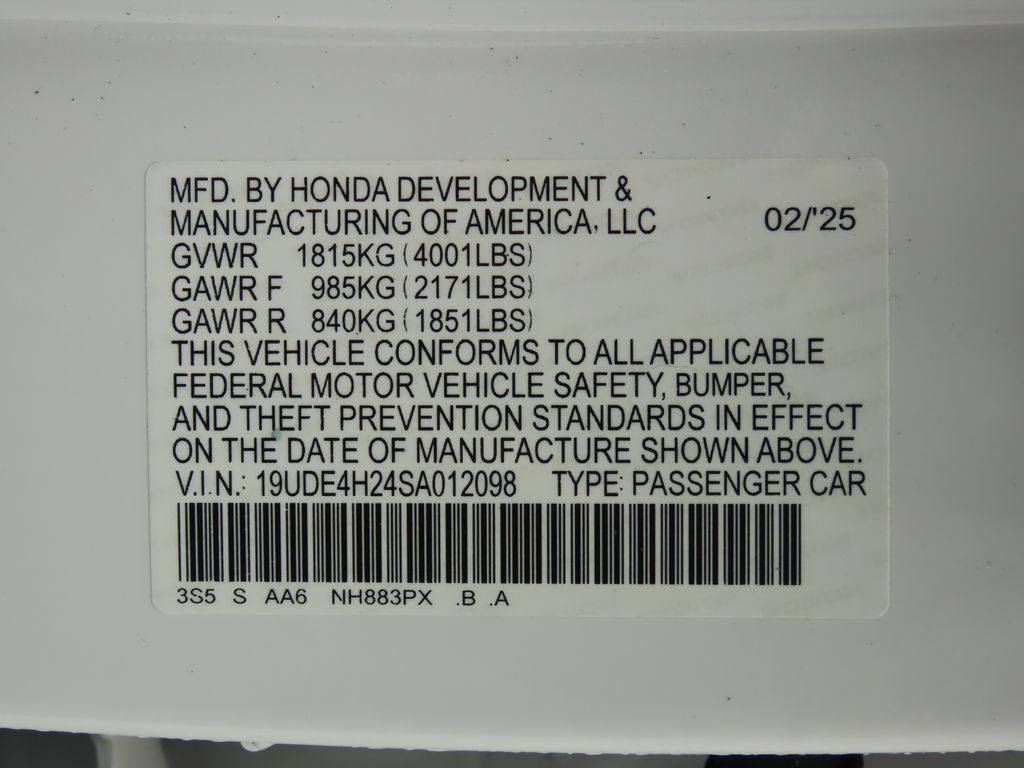 MFD. BY HONDA DEVELOPMENT &
MANUFACTURING OF AMERICA, LLC 02/'25
GVWR 1815KG (4001LBS)
GAWR F 985KG (2171LBS)
GAWR R 840KG (1851LBS)
THIS VEHICLE CONFORMS TO ALL APPLICABLE
FEDERAL MOTOR VEHICLE SAFETY, BUMPER,
AND THEFT PREVENTION STANDARDS IN EFFECT
ON THE DATE OF MANUFACTURE SHOWN ABOVE.
V.I.N.: 19UDE4H24SA012098 TYPE: PASSENGER CAR
3S5 S AA6 NH883PX .B .A